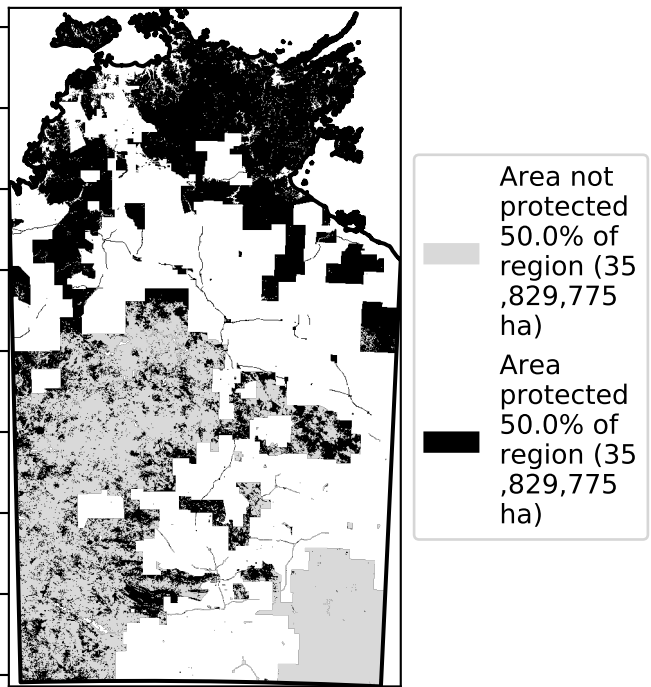 Area not
protected
50.0% of
region (35
,829,775
ha)
Area
protected
50.0% of
region (35
,829,775
ha)